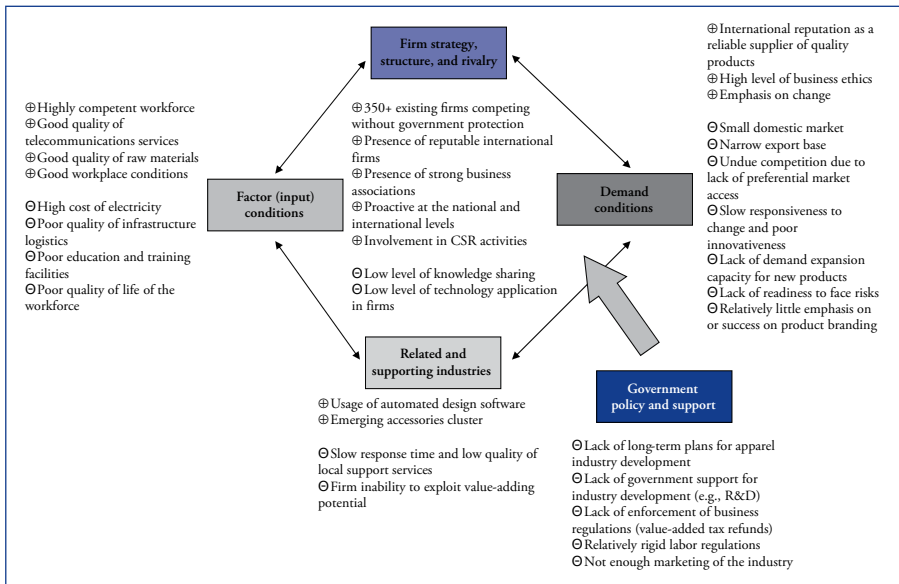 Firm strategy,
structure, and rivalry
⊕International reputation as a
reliable supplier of quality
products
⊕High level of business ethics
⊕Emphasis on change
ΘSmall domestic market
ΘNarrow export base
ΘUndue competition due to
lack of preferential market
access
ΘSlow responsiveness to
change and poor
innovativeness
ΘLack of demand expansion
capacity for new products
ΘLack of readiness to face risks
ΘRelatively little emphasis on
or success on product branding
⊕Highly competent workforce
⊕Good quality of
telecommunications services
⊕Good quality of raw materials
⊕Good workplace conditions
ΘHigh cost of electricity
ΘPoor quality of infrastructure
logistics
ΘPoor education and training
facilities
ΘPoor quality of life of the
workforce
Factor (input)
conditions
⊕350+ existing firms competing
without government protection
⊕Presence of reputable international
firms
⊕Presence of strong business
associations
⊕Proactive at the national and
international levels
⊕Involvement in CSR activities
ΘLow level of knowledge sharing
ΘLow level of technology application
in firms
Demand
conditions
Related and
supporting industries
⊕Usage of automated design software
⊕Emerging accessories cluster
ΘSlow response time and low quality of
local support services
ΘFirm inability to exploit value-adding
potential
Government
policy and support
ΘLack of long-term plans for apparel
industry development
ΘLack of government support for
industry development (e.g., R&D)
ΘLack of enforcement of business
regulations (value-added tax refunds)
ΘRelatively rigid labor regulations
ΘNot enough marketing of the industry